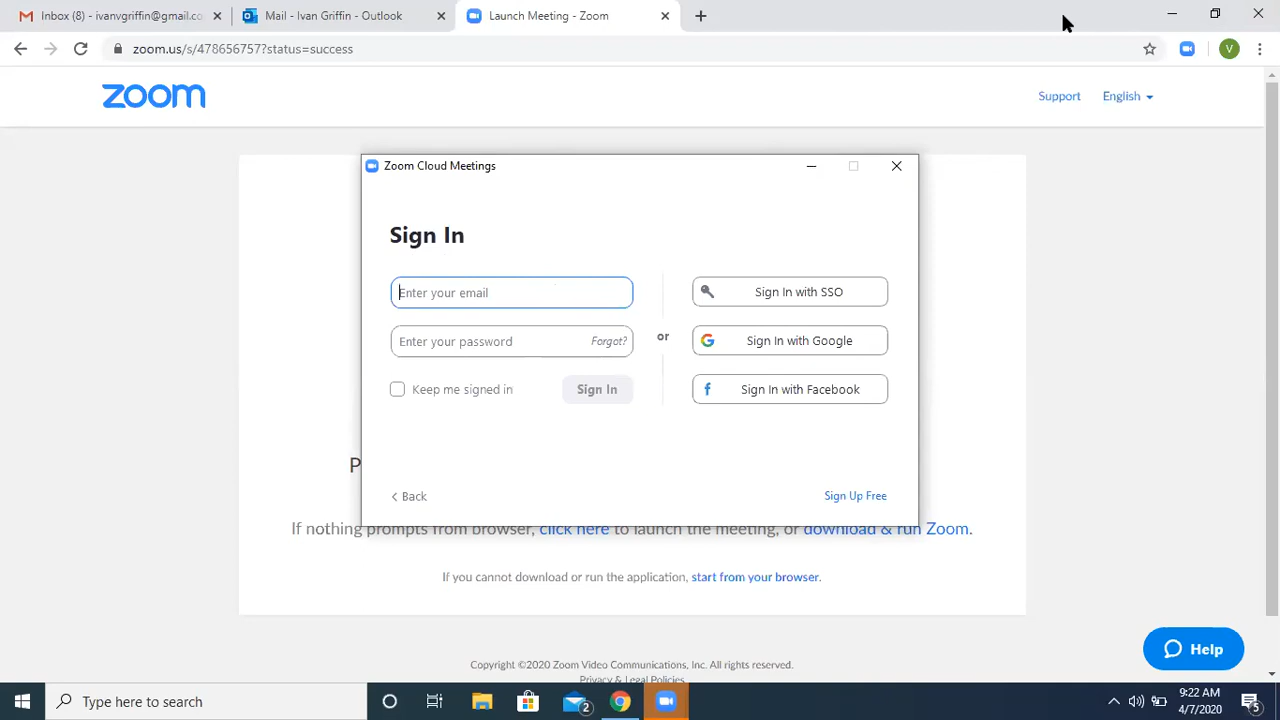 Inbox (8) - ivanvgriffin@gmail.co
Mail - Ivan Griffin - Outlook
Launch Meeting - Zoom
zoom.us/s/478656757?status=success
V
zoom
Support
English
Zoom Cloud Meetings
Sign In
Enter your email
Sign In with SSO
Enter your password
Forgot?
or
Sign In with Google
Keep me signed in
Sign In
Sign In with Facebook
P
Back
Sign Up Free
If nothing prompts from browser, click here to launch the meeting, or download & run Zoom.
If you cannot download or run the application, start from your browser.
Help
Copyright ©2020 Zoom Video Communications, Inc. All rights reserved.
Privacy & Legal Policies
Type here to search
2
9:22 AM
4/7/2020
5